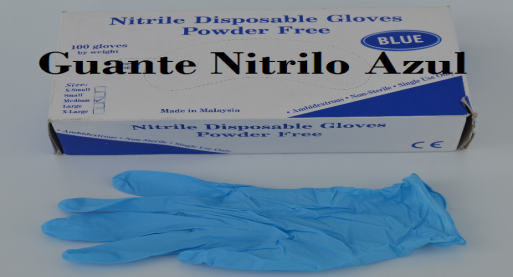 Nitrile Disposable Gloves
Powder Free
100 gloves
by weight
BLUE
Guante Nitrilo Azul
Size:
X-Small
Small
Medium
Large
X-Large
Made in Malaysia
• Ambidextrous • Non-Sterile • Single Use Only
Nitrile Disposable Gloves
Powder Free
• Ambidextrous • Non-Sterile • Single Use Only
CE